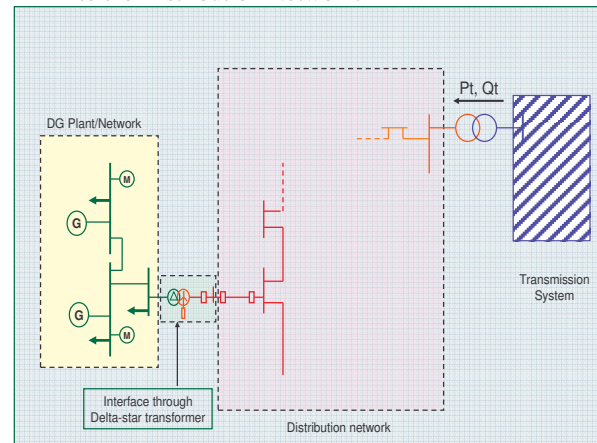 Pt, Qt
DG Plant/Network
M
G
G
M
Transmission
System
Interface through
Delta-star transformer
Distribution network